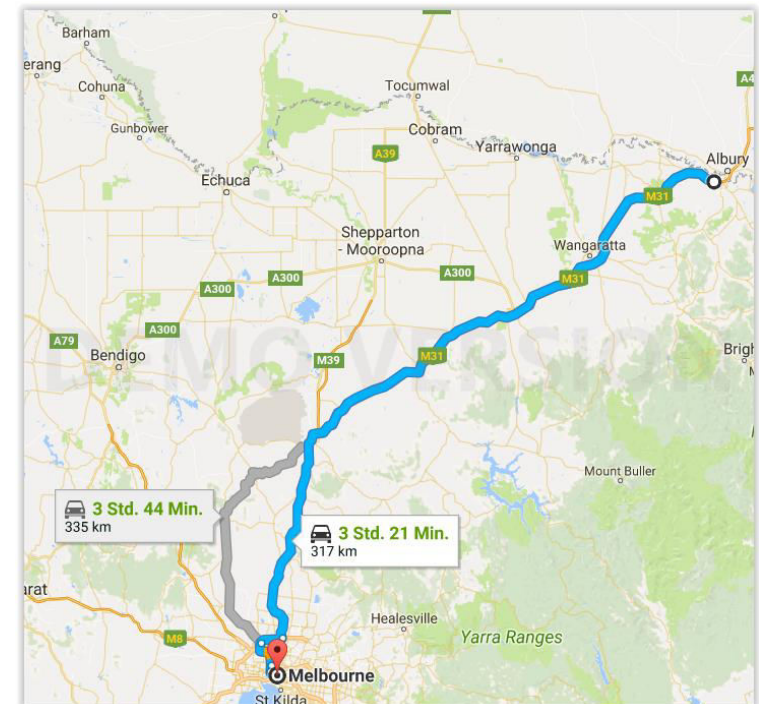 Barham
erang
Cohuna
Tocumwal
A4
Gunbower
Cobram
A39
Yarrawonga
Albury
Echuca
M31
Shepparton
- Mooroopna
Wangaratta
A300
A300
A300
M31
A300
A79
DEMO VERSION
Bendigo
M39
M31
Brigh
Mount Buller
3 Std. 44 Min.
335 km
3 Std. 21 Min.
317 km
arat
Healesville
M8
Yarra Ranges
Melbourne
St Kilda